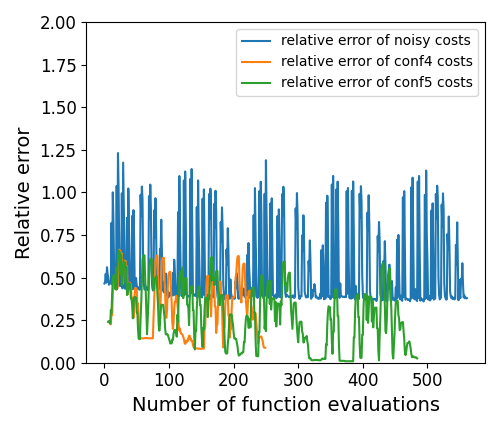 2.00
1.75
1.50
1.25
1.00
0.75
0.50
0.25
0.00
Relative error
relative error of noisy costs
relative error of conf4 costs
relative error of conf5 costs
0 100 200 300 400 500
Number of function evaluations